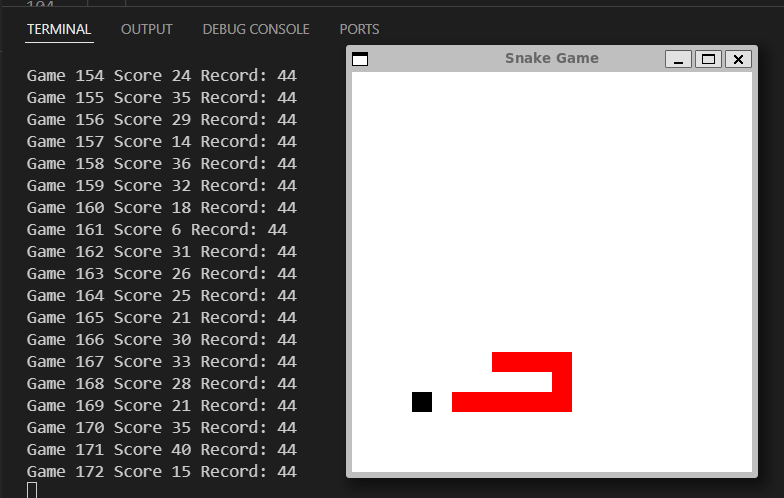 104
TERMINAL OUTPUT DEBUG CONSOLE PORTS
Snake Game
Game 154 Score 24 Record: 44
Game 155 Score 35 Record: 44
Game 156 Score 29 Record: 44
Game 157 Score 14 Record: 44
Game 158 Score 36 Record: 44
Game 159 Score 32 Record: 44
Game 160 Score 18 Record: 44
Game 161 Score 6 Record: 44
Game 162 Score 31 Record: 44
Game 163 Score 26 Record: 44
Game 164 Score 25 Record: 44
Game 165 Score 21 Record: 44
Game 166 Score 30 Record: 44
Game 167 Score 33 Record: 44
Game 168 Score 28 Record: 44
Game 169 Score 21 Record: 44
Game 170 Score 35 Record: 44
Game 171 Score 40 Record: 44
Game 172 Score 15 Record: 44